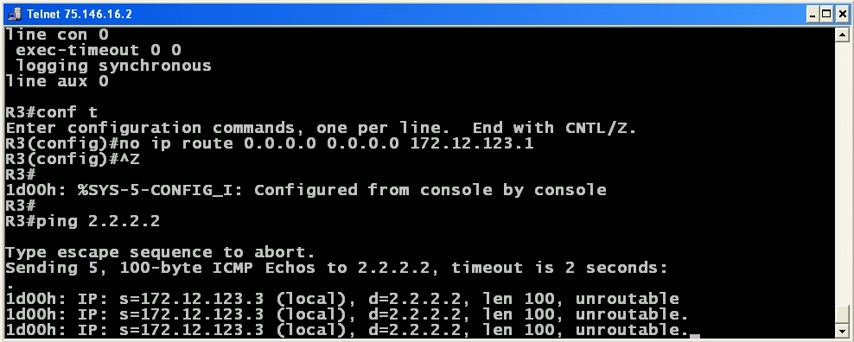 Telnet 75.146.16.2
line con 0
 exec-timeout 0 0
 logging synchronous
line aux 0
R3#conf t
Enter configuration commands, one per line.  End with CNTL/Z.
R3(config)#no ip route 0.0.0.0 0.0.0.0 172.12.123.1
R3(config)#^Z
R3#
1d00h: %SYS-5-CONFIG_I: Configured from console by console
R3#
R3#ping 2.2.2.2
Type escape sequence to abort.
Sending 5, 100-byte ICMP Echos to 2.2.2.2, timeout is 2 seconds:
.
1d00h: IP: s=172.12.123.3 (local), d=2.2.2.2, len 100, unroutable
1d00h: IP: s=172.12.123.3 (local), d=2.2.2.2, len 100, unroutable.
1d00h: IP: s=172.12.123.3 (local), d=2.2.2.2, len 100, unroutable._